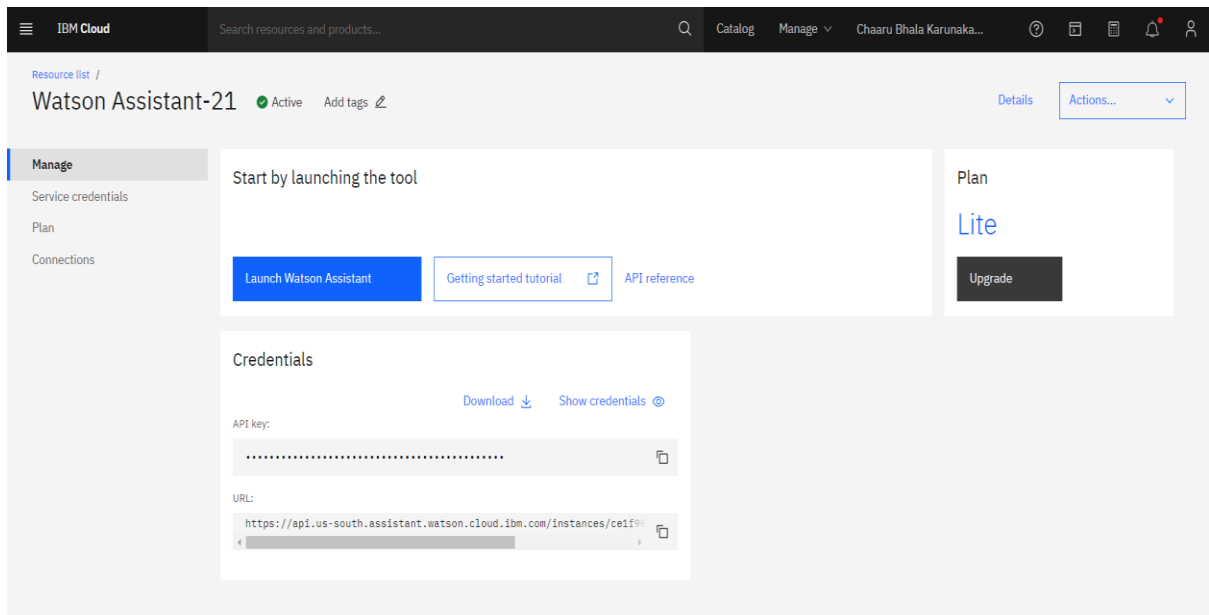 IBM Cloud
Search resources and products...
Catalog
Manage
Chaaru Bhala Karunaka...
Resource list /
Watson Assistant-21
Active
Add tags
Details
Actions...
Manage
Service credentials
Plan
Connections
Start by launching the tool
Launch Watson Assistant
Getting started tutorial
API reference
Plan
Lite
Upgrade
Credentials
Download
Show credentials
API key:
••••••••••••••••••••••••••••••••••••••••••••
URL:
https://api.us-south.assistant.watson.cloud.ibm.com/instances/ce1f96